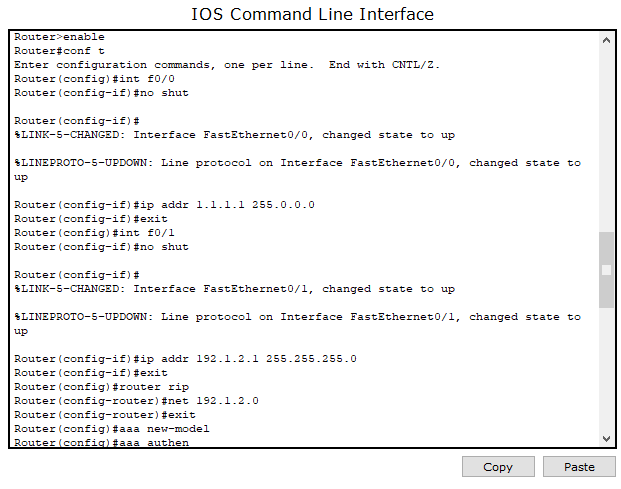 IOS Command Line Interface
Router>enable
Router#conf t
Enter configuration commands, one per line.  End with CNTL/Z.
Router(config)#int f0/0
Router(config-if)#no shut
Router(config-if)#
%LINK-5-CHANGED: Interface FastEthernet0/0, changed state to up
%LINEPROTO-5-UPDOWN: Line protocol on Interface FastEthernet0/0, changed state to
up
Router(config-if)#ip addr 1.1.1.1 255.0.0.0
Router(config-if)#exit
Router(config)#int f0/1
Router(config-if)#no shut
Router(config-if)#
%LINK-5-CHANGED: Interface FastEthernet0/1, changed state to up
%LINEPROTO-5-UPDOWN: Line protocol on Interface FastEthernet0/1, changed state to
up
Router(config-if)#ip addr 192.1.2.1 255.255.255.0
Router(config-if)#exit
Router(config)#router rip
Router(config-router)#net 192.1.2.0
Router(config-router)#exit
Router(config)#aaa new-model
Router(config)#aaa authen
Copy
Paste